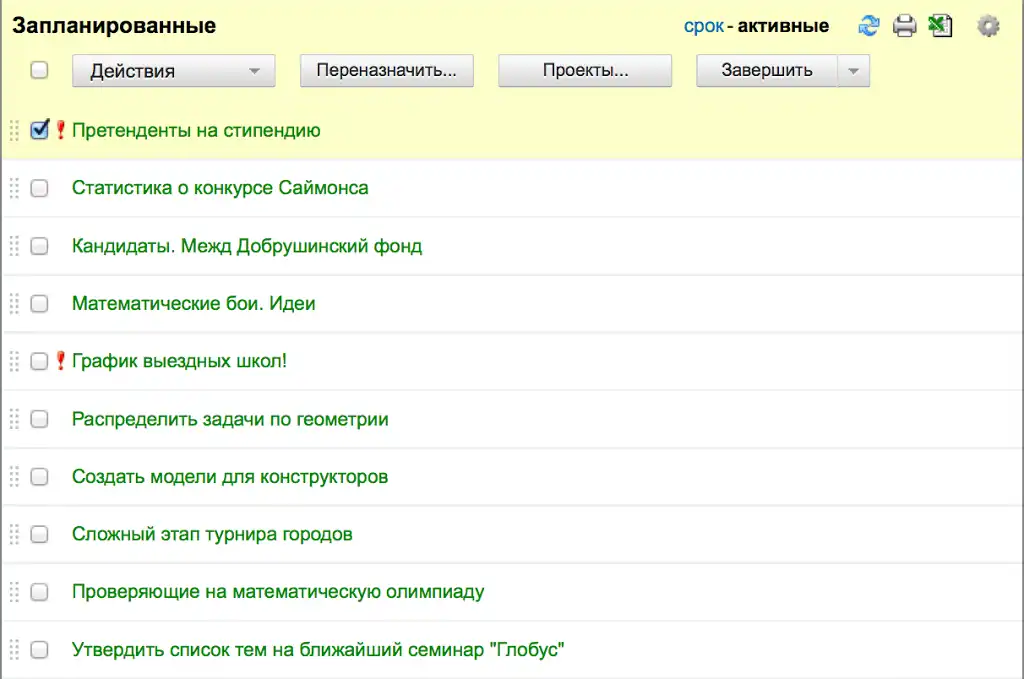 Запланированные срок - активные
Действия Переназначить... Проекты... Завершить
Претенденты на стипендию
Статистика о конкурсе Саймонса
Кандидаты. Межд Добрушинский фонд
Математические бои. Идеи
График выездных школ!
Распределить задачи по геометрии
Создать модели для конструкторов
Сложный этап турнира городов
Проверяющие на математическую олимпиаду
Утвердить список тем на ближайший семинар "Глобус"